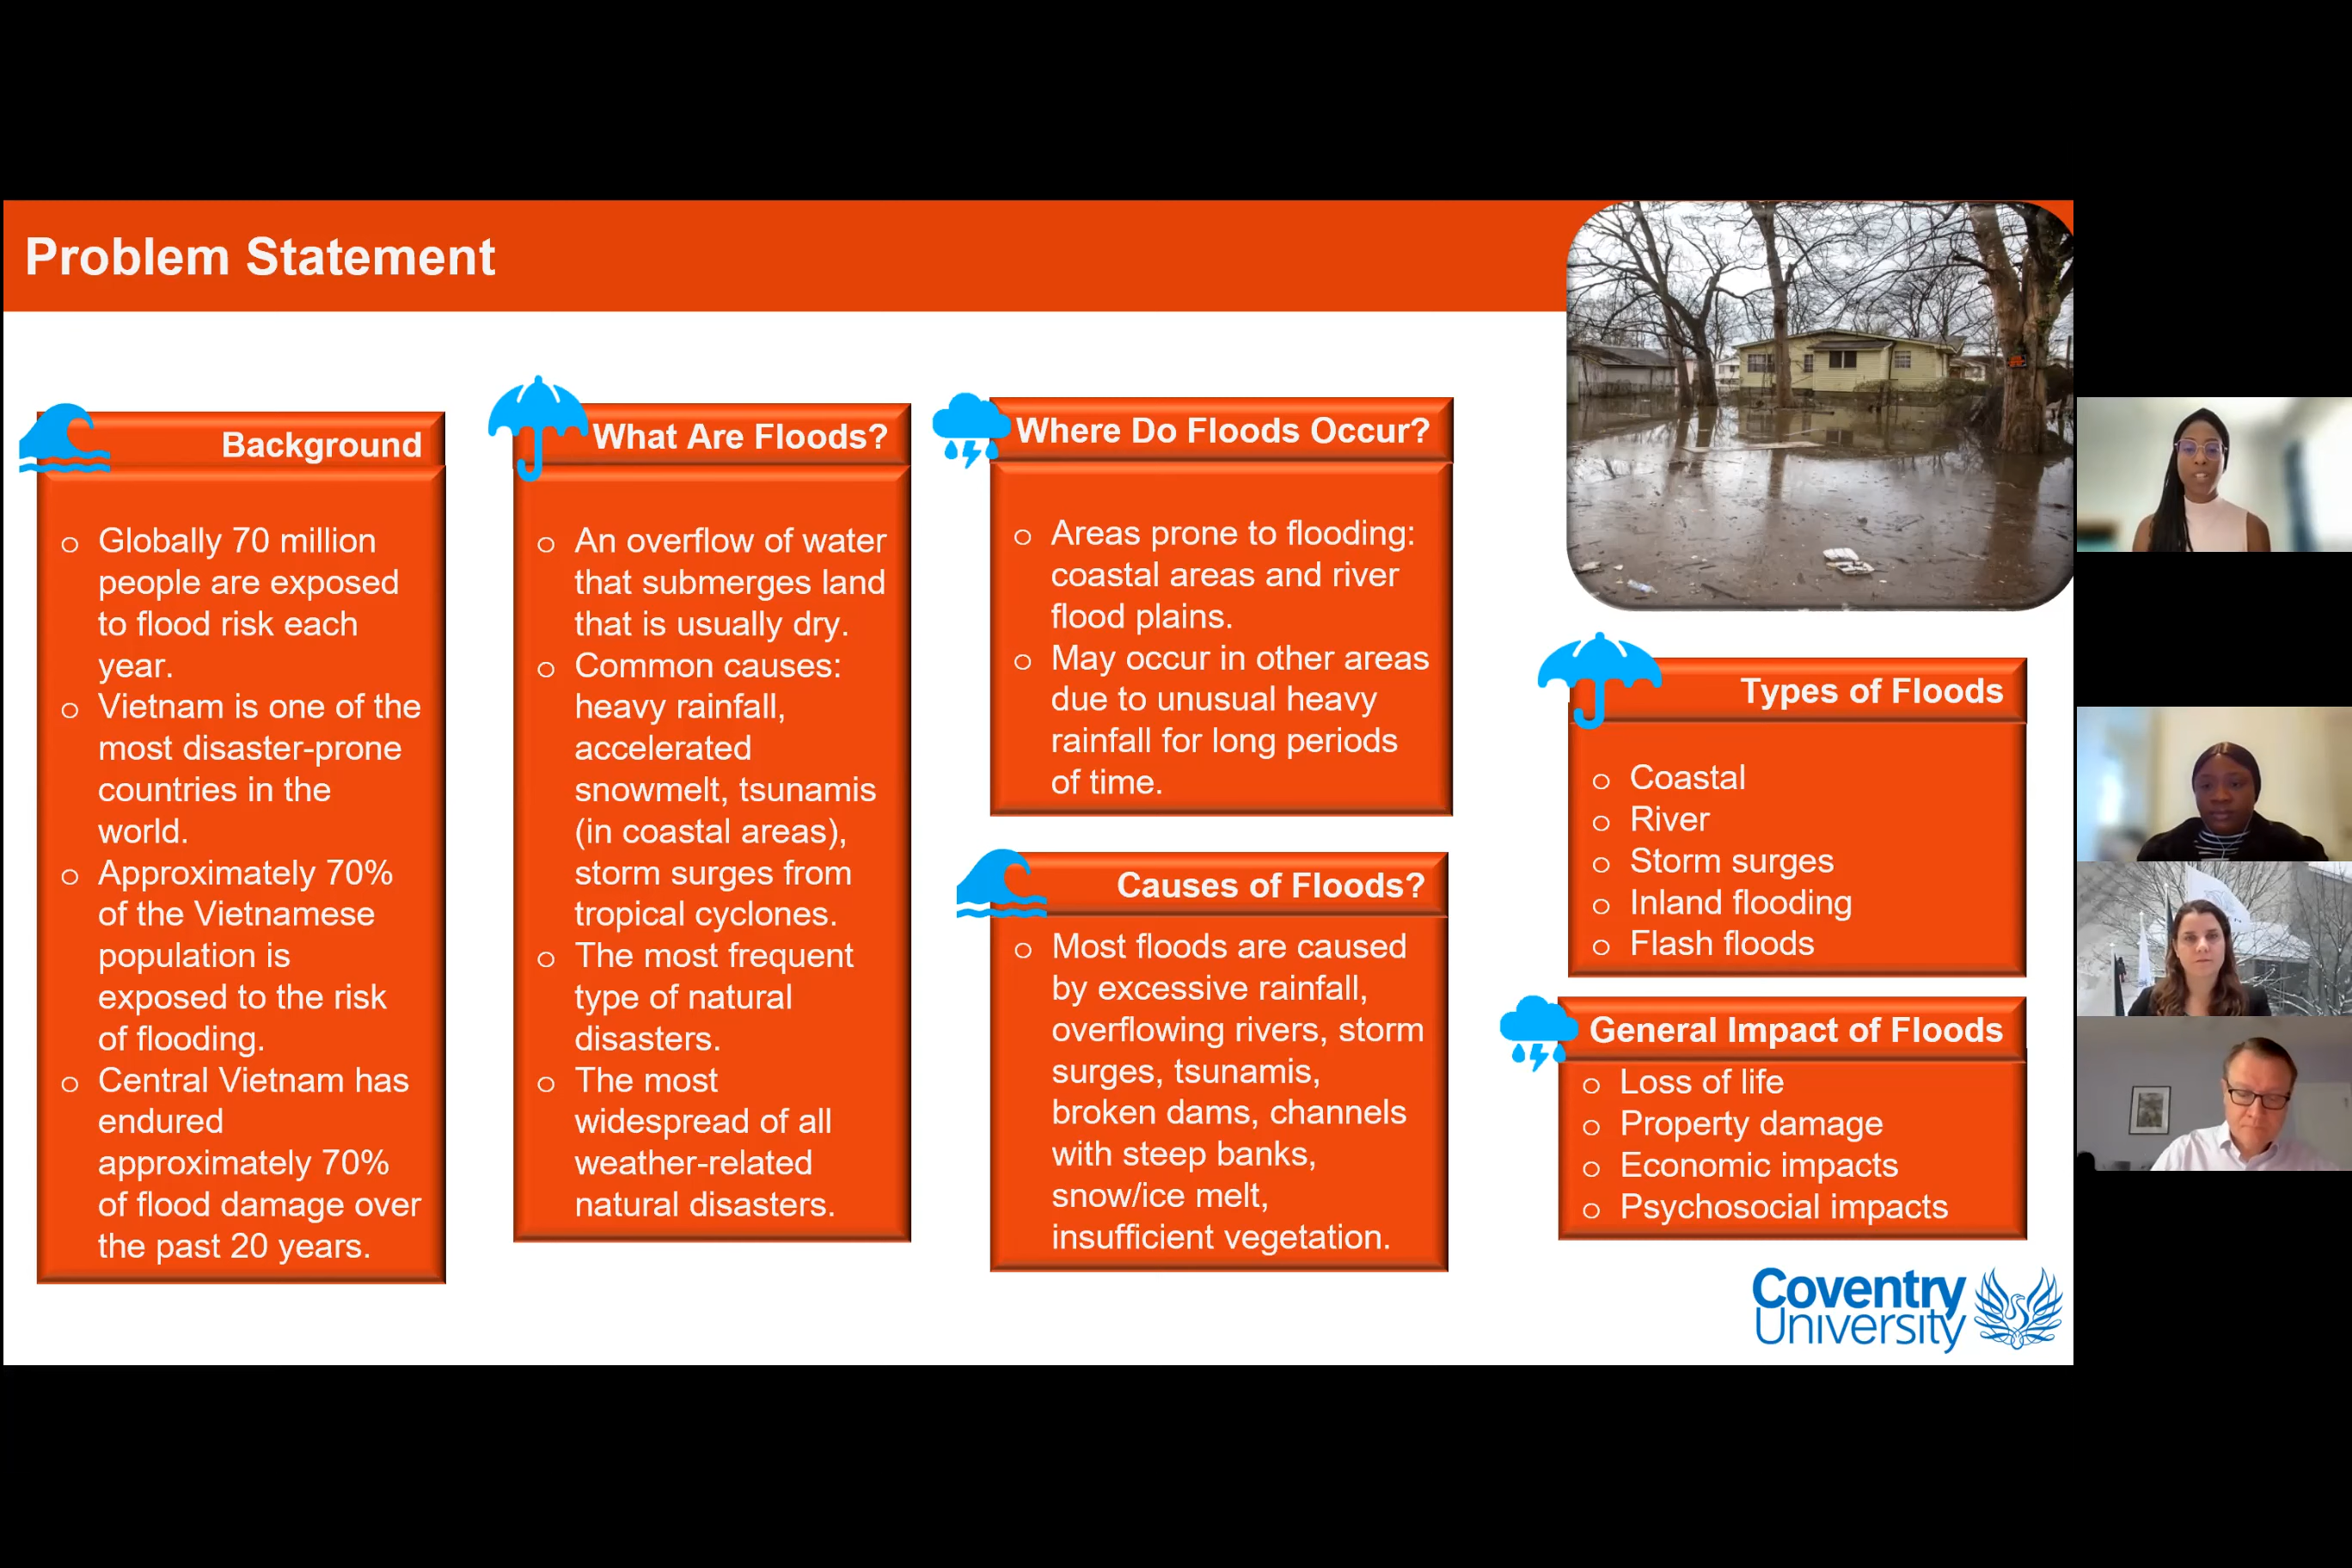 Problem Statement
Background
o Globally 70 million
people are exposed
to flood risk each
year.
o Vietnam is one of the
most disaster-prone
countries in the
world.
o Approximately 70%
of the Vietnamese
population is
exposed to the risk
of flooding.
o Central Vietnam has
endured
approximately 70%
of flood damage over
the past 20 years.
What Are Floods?
o An overflow of water
that submerges land
that is usually dry.
o Common causes:
heavy rainfall,
accelerated
snowmelt, tsunamis
(in coastal areas),
storm surges from
tropical cyclones.
o The most frequent
type of natural
disasters.
o The most
widespread of all
weather-related
natural disasters.
Where Do Floods Occur?
o Areas prone to flooding:
coastal areas and river
flood plains.
o May occur in other areas
due to unusual heavy
rainfall for long periods
of time.
Causes of Floods?
o Most floods are caused
by excessive rainfall,
overflowing rivers, storm
surges, tsunamis,
broken dams, channels
with steep banks,
snow/ice melt,
insufficient vegetation.
Types of Floods
o Coastal
o River
o Storm surges
o Inland flooding
o Flash floods
General Impact of Floods
o Loss of life
o Property damage
o Economic impacts
o Psychosocial impacts
Coventry
University